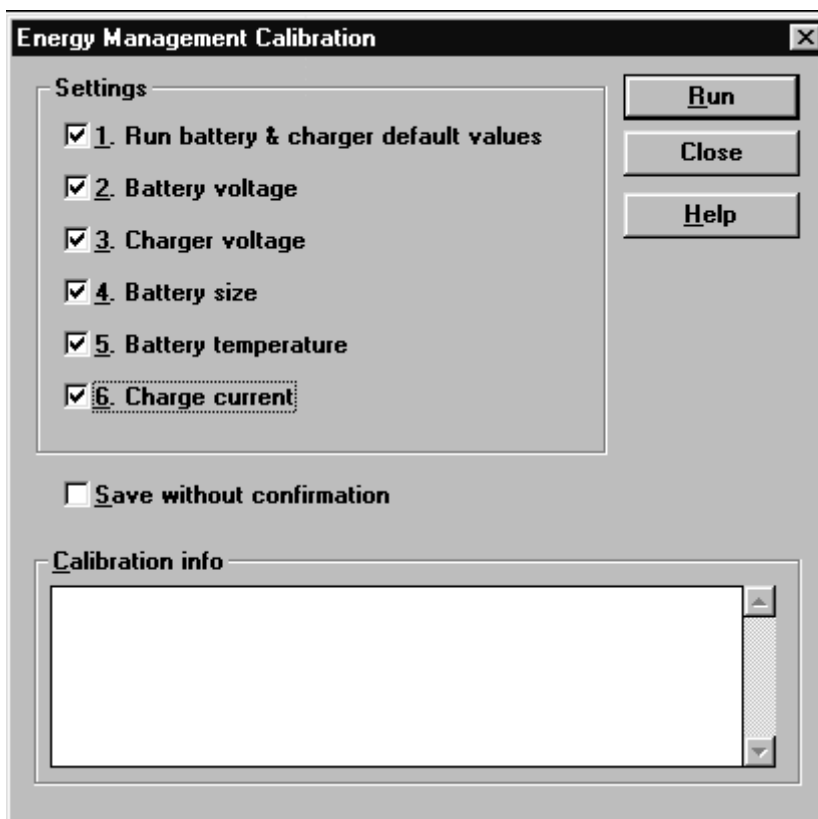 Energy Management Calibration
Settings
1. Run battery & charger default values
2. Battery voltage
3. Charger voltage
4. Battery size
5. Battery temperature
6. Charge current
Run
Close
Help
Save without confirmation
Calibration info